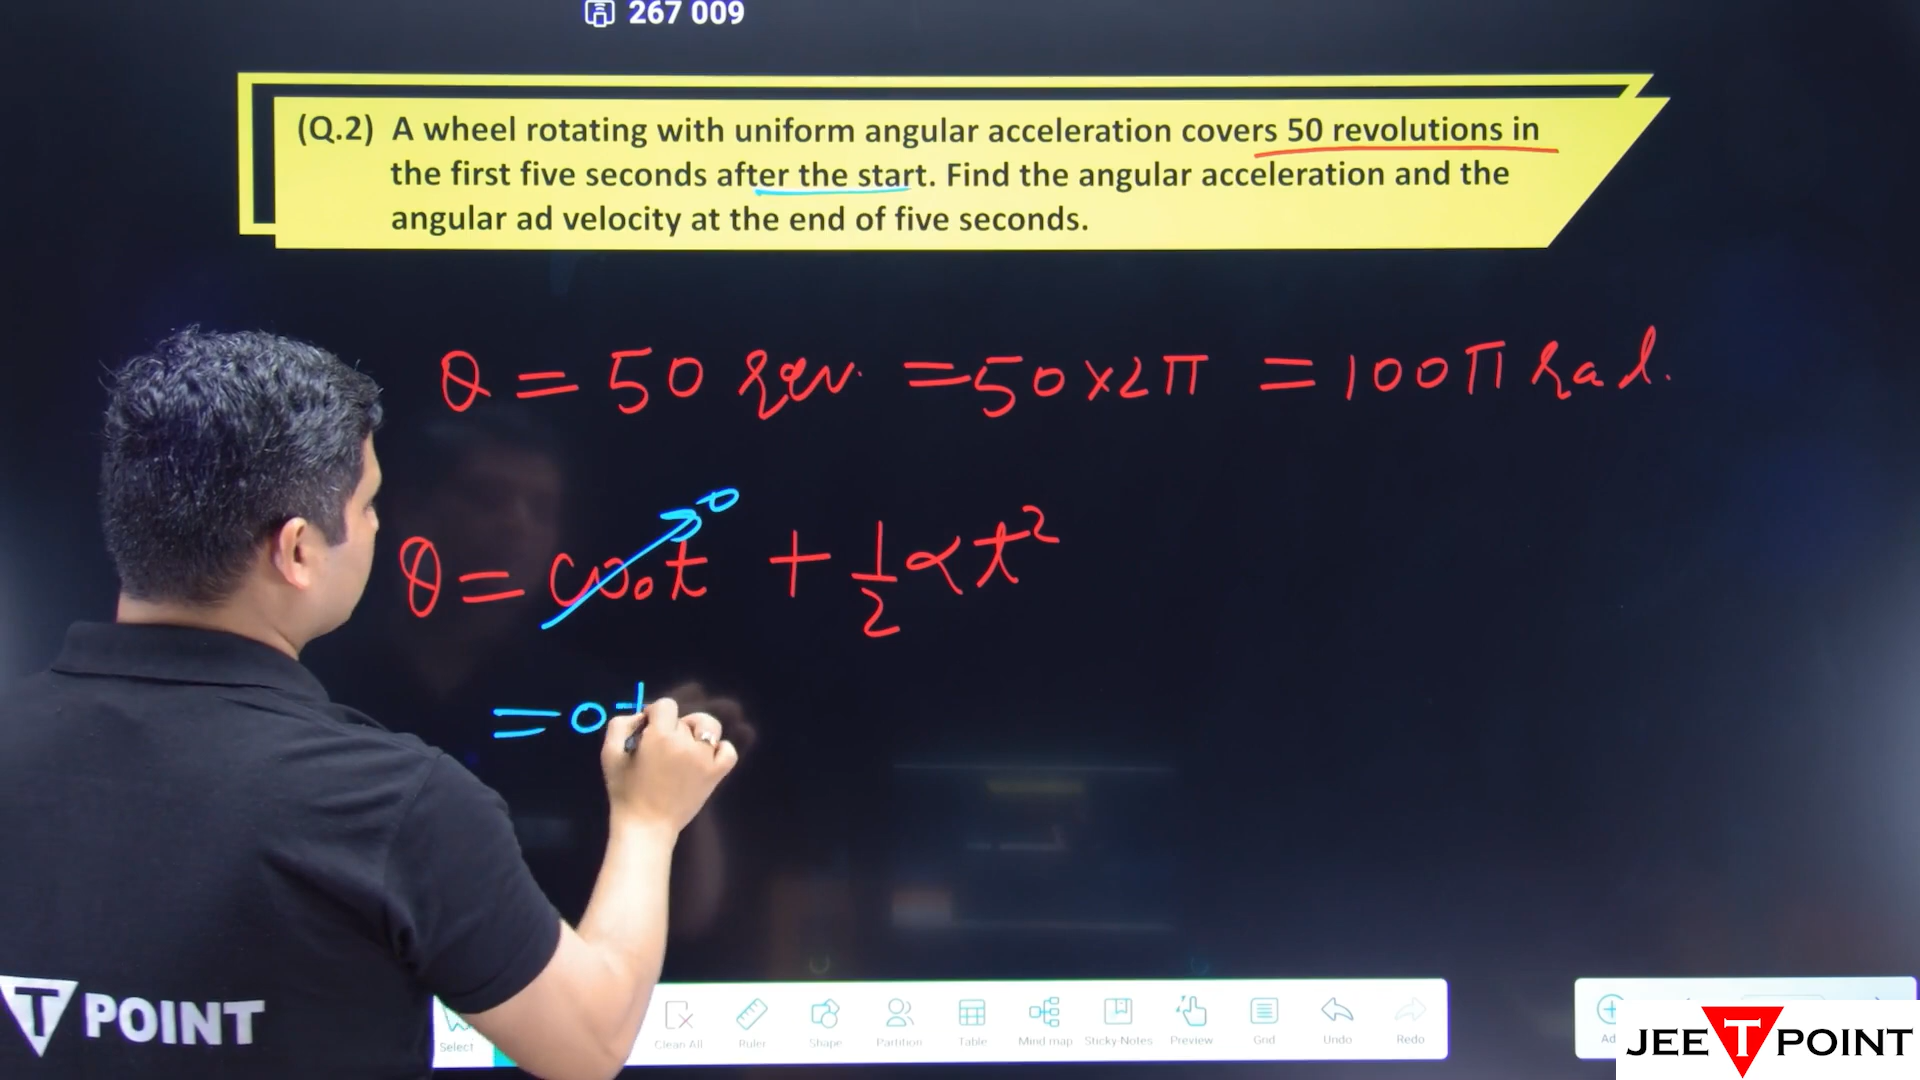 267 009
(Q.2) A wheel rotating with uniform angular acceleration covers 50 revolutions in
the first five seconds after the start. Find the angular acceleration and the
angular ad velocity at the end of five seconds.
θ = 50 rev. = 50 × 2π = 100π rad.
0
θ = ω₀t + 1/2 αt²
= 0 +
T POINT
Select Clean All Ruler Shape Partition Table Mind map Sticky Notes Preview Grid Undo Redo
JEE T POINT